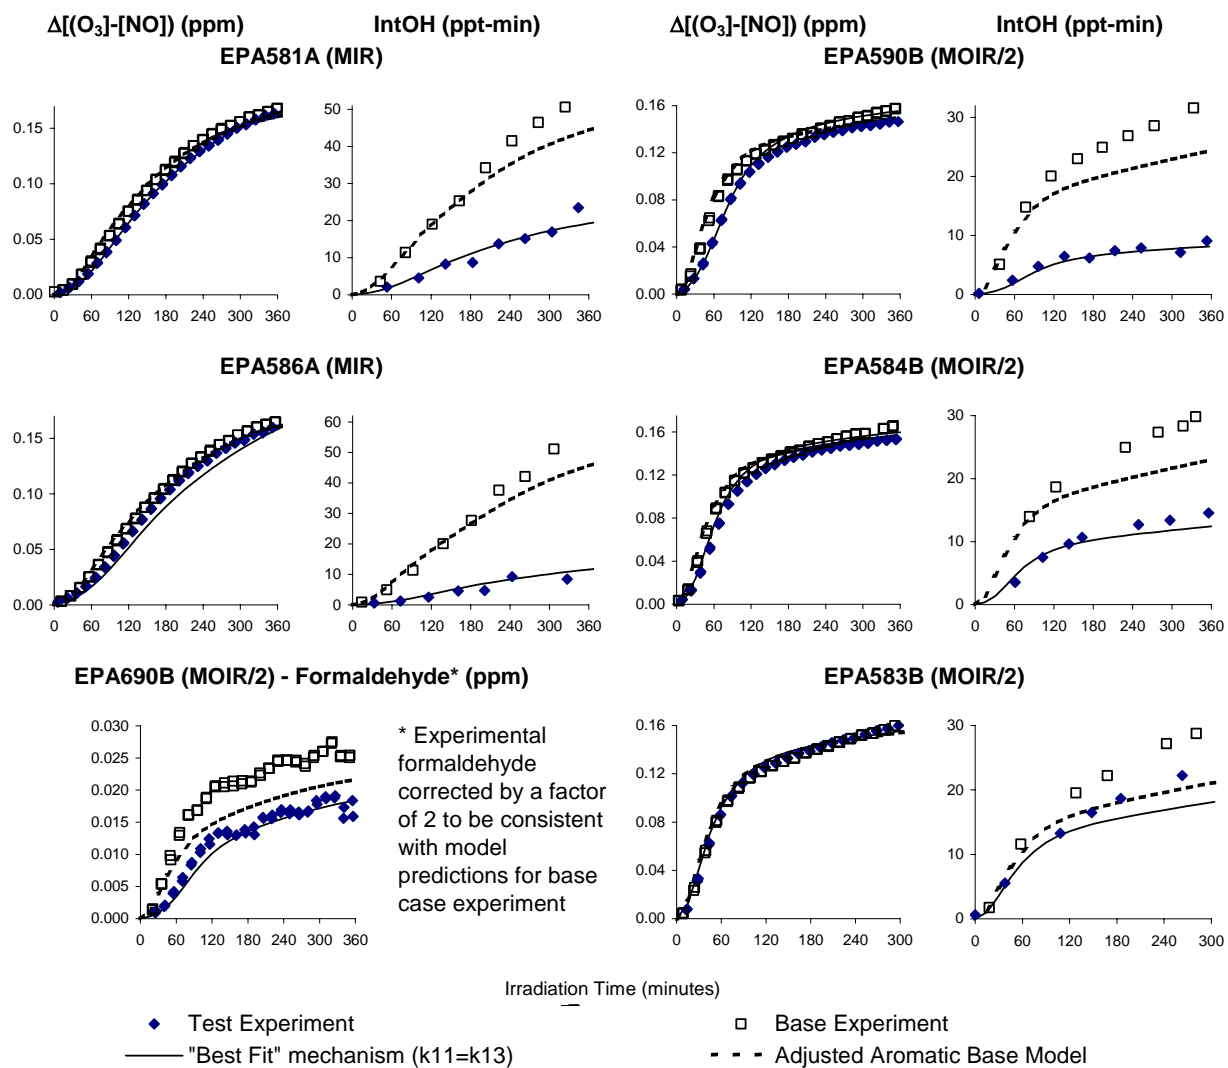 Δ[(O₃]-[NO]) (ppm) IntOH (ppt-min) Δ[(O₃]-[NO]) (ppm) IntOH (ppt-min)
EPA581A (MIR) EPA590B (MOIR/2)
0.15 0.10 0.05 0.00
0 60 120 180 240 300 360
50 40 30 20 10 0
0 60 120 180 240 300 360
0.16 0.12 0.08 0.04 0.00
0 60 120 180 240 300 360
30 20 10 0
0 60 120 180 240 300 360
EPA586A (MIR) EPA584B (MOIR/2)
0.15 0.10 0.05 0.00
0 60 120 180 240 300 360
60 50 40 30 20 10 0
0 60 120 180 240 300 360
0.16 0.12 0.08 0.04 0.00
0 60 120 180 240 300 360
30 20 10 0
0 60 120 180 240 300 360
EPA690B (MOIR/2) - Formaldehyde* (ppm) EPA583B (MOIR/2)
0.030 0.025 0.020 0.015 0.010 0.005 0.000
0 60 120 180 240 300 360
* Experimental
formaldehyde
corrected by a factor
of 2 to be consistent
with model
predictions for base
case experiment
0.16 0.12 0.08 0.04 0.00
0 60 120 180 240 300
30 20 10 0
0 60 120 180 240 300
Irradiation Time (minutes)
Test Experiment Base Experiment
"Best Fit" mechanism (k11=k13) Adjusted Aromatic Base Model